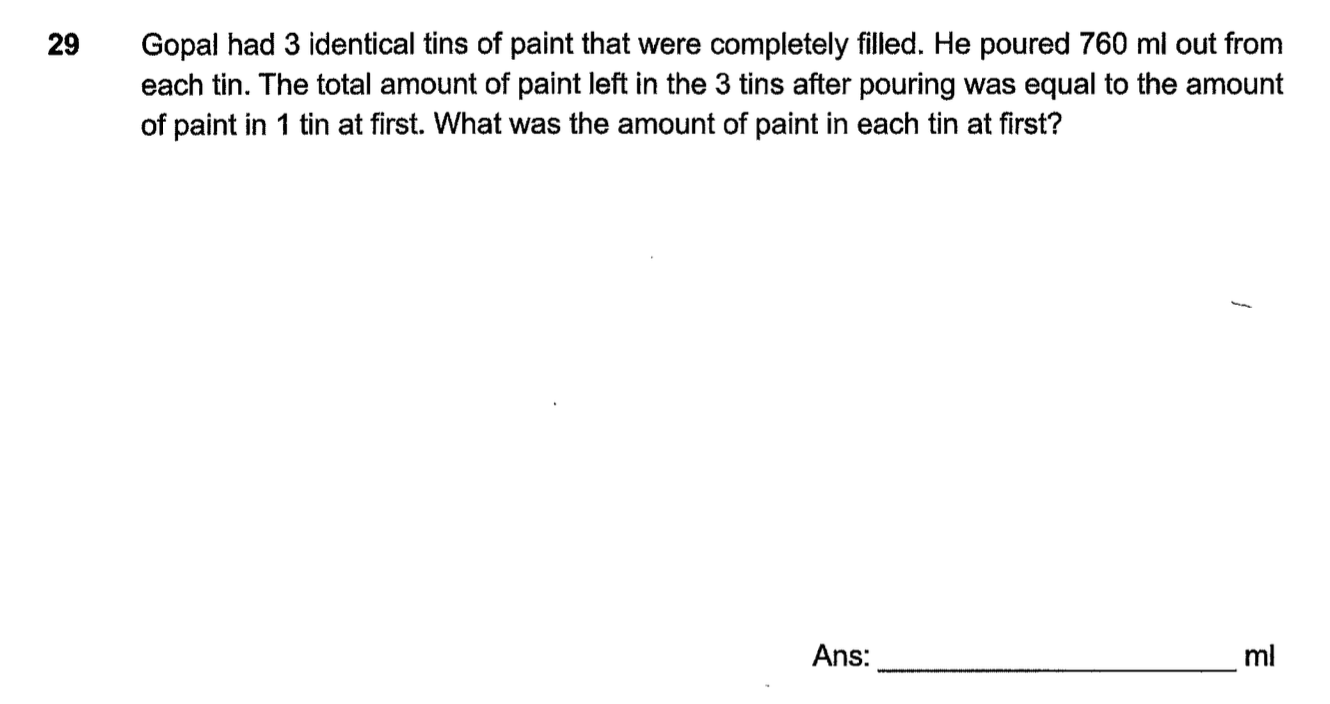 29 Gopal had 3 identical tins of paint that were completely filled. He poured 760 ml out from
each tin. The total amount of paint left in the 3 tins after pouring was equal to the amount
of paint in 1 tin at first. What was the amount of paint in each tin at first?
Ans: ____________________ ml